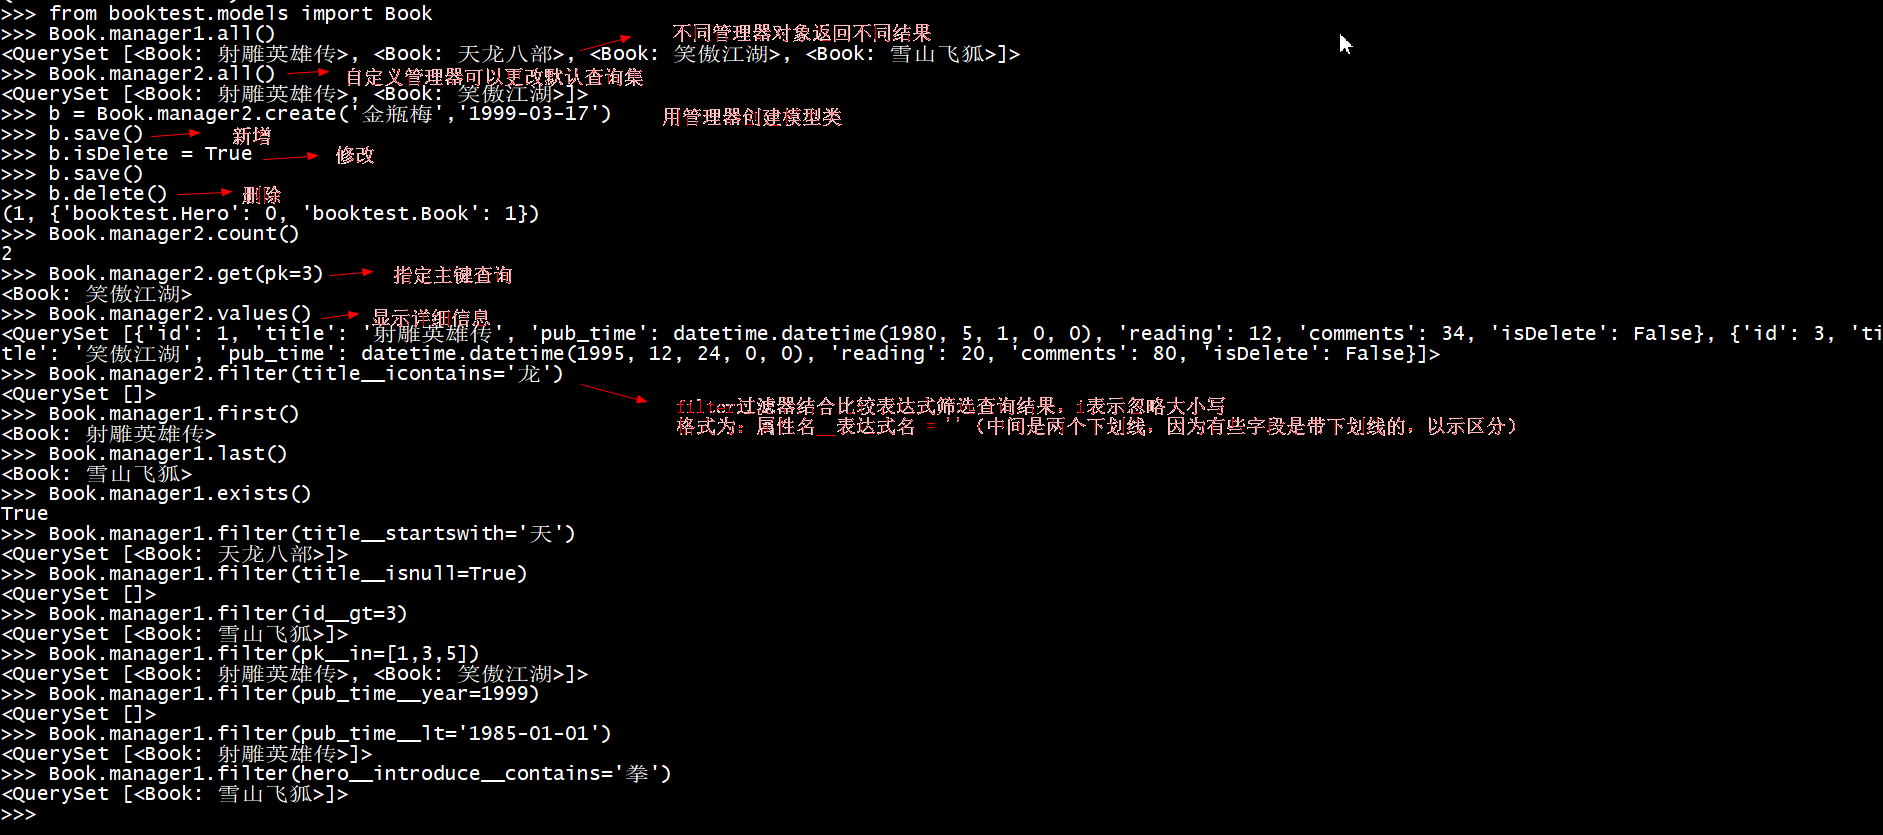 >>> from booktest.models import Book
>>> Book.manager1.all()
不同管理器对象返回不同结果
<QuerySet [<Book: 射雕英雄传>, <Book: 天龙八部>, <Book: 笑傲江湖>, <Book: 雪山飞狐>]>
>>> Book.manager2.all()
自定义管理器可以更改默认查询集
<QuerySet [<Book: 射雕英雄传>, <Book: 笑傲江湖>]>
>>> b = Book.manager2.create('金瓶梅','1999-03-17')
用管理器创建模型类
>>> b.save()
新增
>>> b.isDelete = True
修改
>>> b.save()
>>> b.delete()
删除
(1, {'booktest.Hero': 0, 'booktest.Book': 1})
>>> Book.manager2.count()
2
>>> Book.manager2.get(pk=3)
指定主键查询
<Book: 笑傲江湖>
>>> Book.manager2.values()
显示详细信息
<QuerySet [{'id': 1, 'title': '射雕英雄传', 'pub_time': datetime.datetime(1980, 5, 1, 0, 0), 'reading': 12, 'comments': 34, 'isDelete': False}, {'id': 3, 'ti
tle': '笑傲江湖', 'pub_time': datetime.datetime(1995, 12, 24, 0, 0), 'reading': 20, 'comments': 80, 'isDelete': False}]>
>>> Book.manager2.filter(title__icontains='龙')
<QuerySet []>
filter过滤器结合比较表达式筛选查询结果，i表示忽略大小写
>>> Book.manager1.first()
格式为：属性名__表达式名 = ''（中间是两个下划线，因为有些字段是带下划线的，以示区分）
<Book: 射雕英雄传>
>>> Book.manager1.last()
<Book: 雪山飞狐>
>>> Book.manager1.exists()
True
>>> Book.manager1.filter(title__startswith='天')
<QuerySet [<Book: 天龙八部>]>
>>> Book.manager1.filter(title__isnull=True)
<QuerySet []>
>>> Book.manager1.filter(id__gt=3)
<QuerySet [<Book: 雪山飞狐>]>
>>> Book.manager1.filter(pk__in=[1,3,5])
<QuerySet [<Book: 射雕英雄传>, <Book: 笑傲江湖>]>
>>> Book.manager1.filter(pub_time__year=1999)
<QuerySet []>
>>> Book.manager1.filter(pub_time__lt='1985-01-01')
<QuerySet [<Book: 射雕英雄传>]>
>>> Book.manager1.filter(hero__introduce__contains='拳')
<QuerySet [<Book: 雪山飞狐>]>
>>>